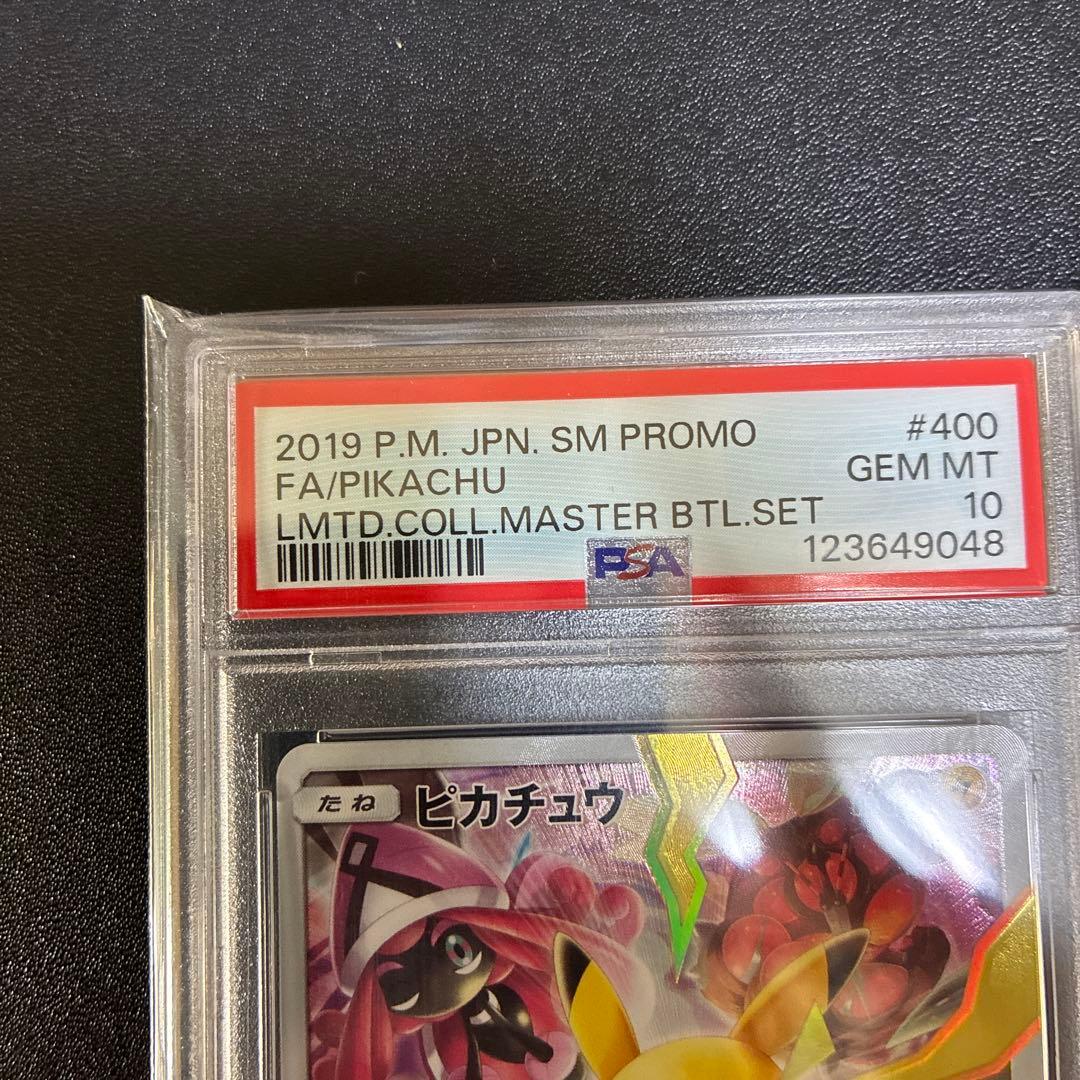 2019 P.M. JPN. SM PROMO #400
FA/PIKACHU GEM MT
LMTD.COLL.MASTER BTL.SET 10
PSA 123649048
たね ピカチュウ